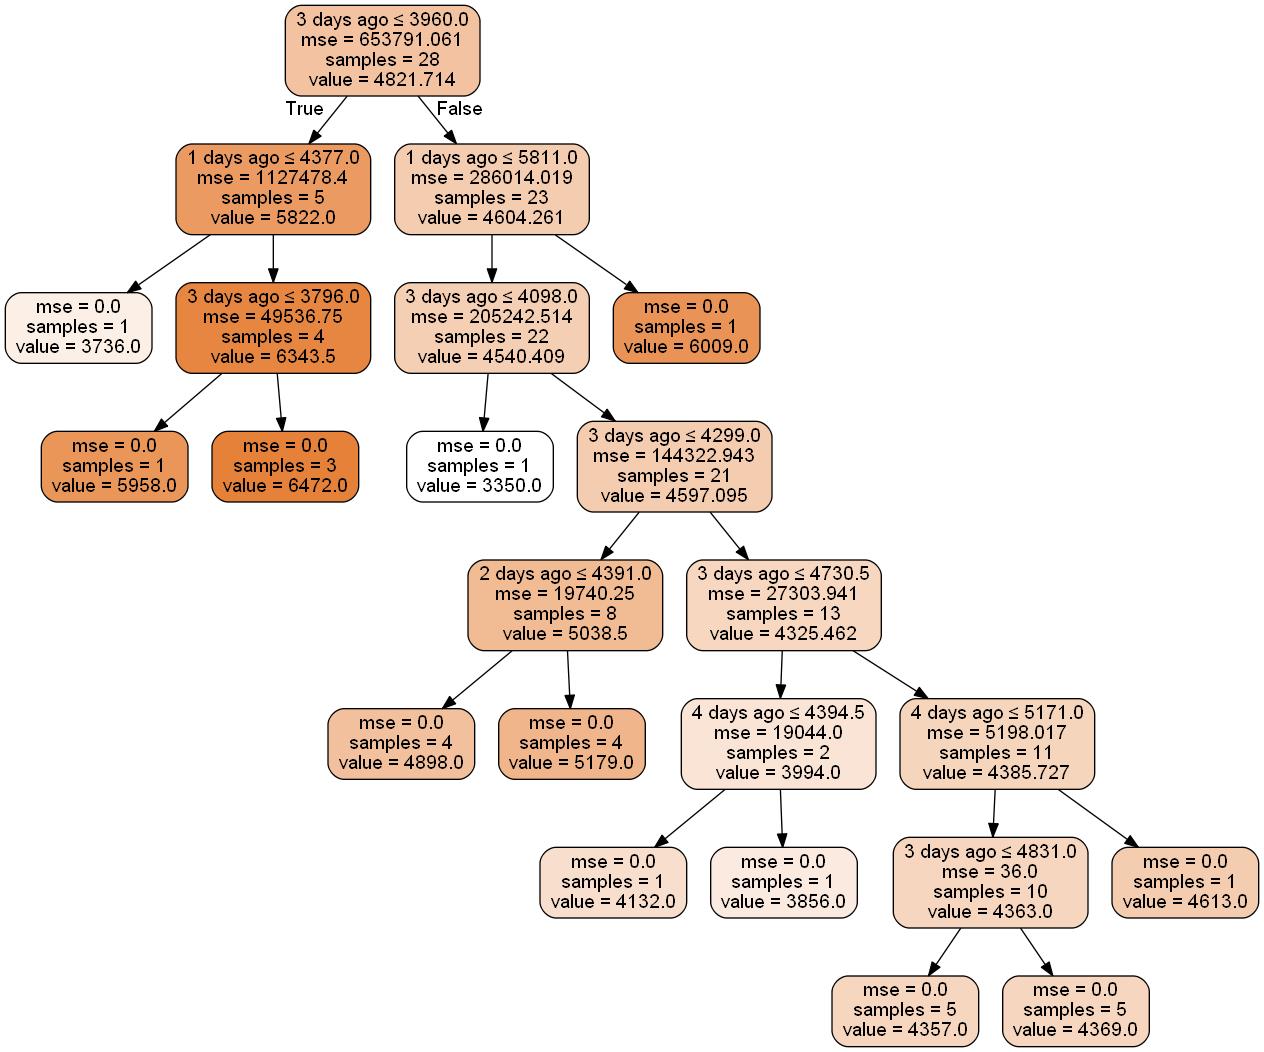 3 days ago ≤ 3960.0
mse = 653791.061
samples = 28
value = 4821.714
True
False
1 days ago ≤ 4377.0
mse = 1127478.4
samples = 5
value = 5822.0
1 days ago ≤ 5811.0
mse = 286014.019
samples = 23
value = 4604.261
mse = 0.0
samples = 1
value = 3736.0
3 days ago ≤ 3796.0
mse = 49536.75
samples = 4
value = 6343.5
3 days ago ≤ 4098.0
mse = 205242.514
samples = 22
value = 4540.409
mse = 0.0
samples = 1
value = 6009.0
mse = 0.0
samples = 1
value = 5958.0
mse = 0.0
samples = 3
value = 6472.0
mse = 0.0
samples = 1
value = 3350.0
3 days ago ≤ 4299.0
mse = 144322.943
samples = 21
value = 4597.095
2 days ago ≤ 4391.0
mse = 19740.25
samples = 8
value = 5038.5
3 days ago ≤ 4730.5
mse = 27303.941
samples = 13
value = 4325.462
mse = 0.0
samples = 4
value = 4898.0
mse = 0.0
samples = 4
value = 5179.0
4 days ago ≤ 4394.5
mse = 19044.0
samples = 2
value = 3994.0
4 days ago ≤ 5171.0
mse = 5198.017
samples = 11
value = 4385.727
mse = 0.0
samples = 1
value = 4132.0
mse = 0.0
samples = 1
value = 3856.0
3 days ago ≤ 4831.0
mse = 36.0
samples = 10
value = 4363.0
mse = 0.0
samples = 1
value = 4613.0
mse = 0.0
samples = 5
value = 4357.0
mse = 0.0
samples = 5
value = 4369.0